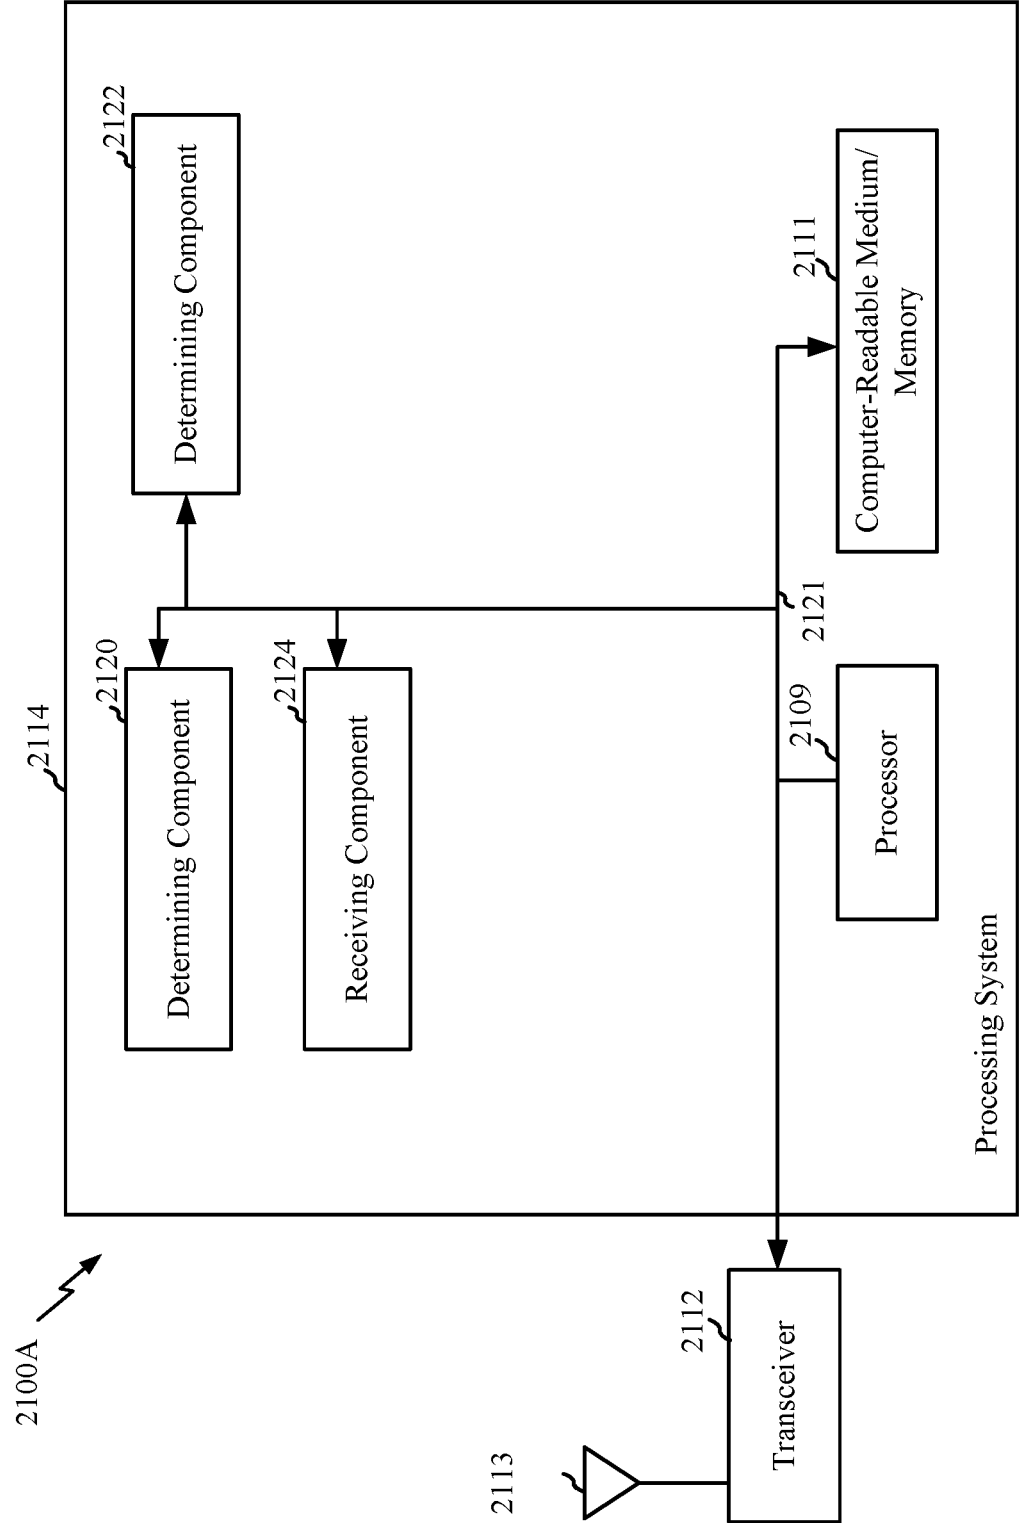 2100A
2114
2120
Determining Component
2122
Determining Component
2124
Receiving Component
2113
2112
Transceiver
2109
Processor
2121
2111
Computer-Readable Medium/
Memory
Processing System